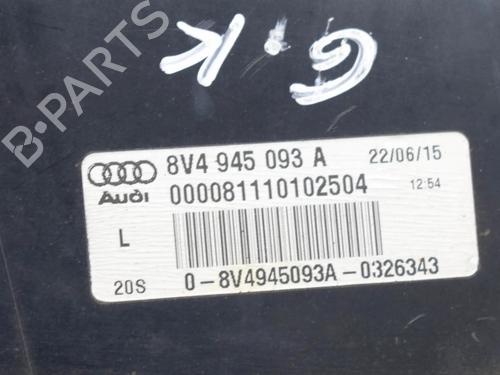 G.K
8V4 945 093 A 22/06/15
Audi 000081110102504 12:54
L
20S 0-8V4945093A-0326343
B-PARTS